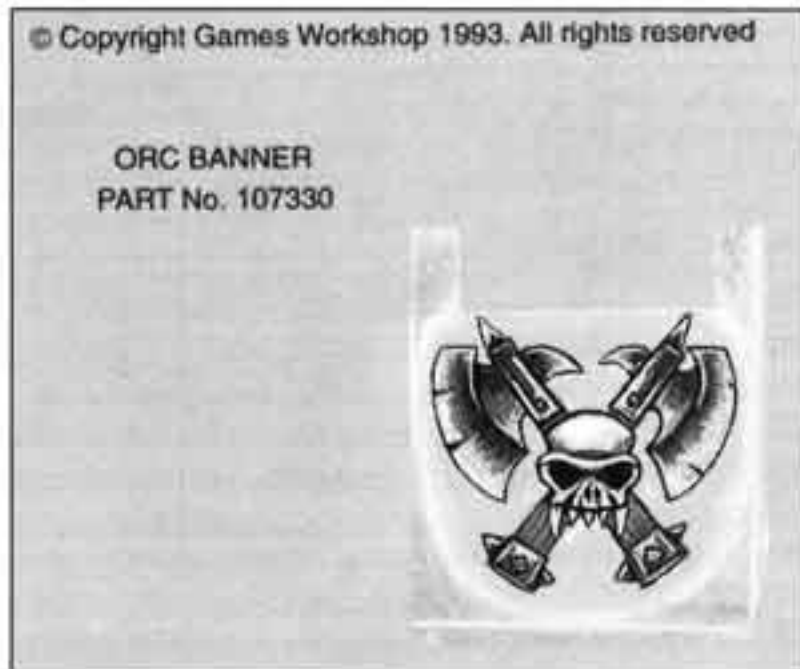 © Copyright Games Workshop 1993. All rights reserved
ORC BANNER
PART No. 107330